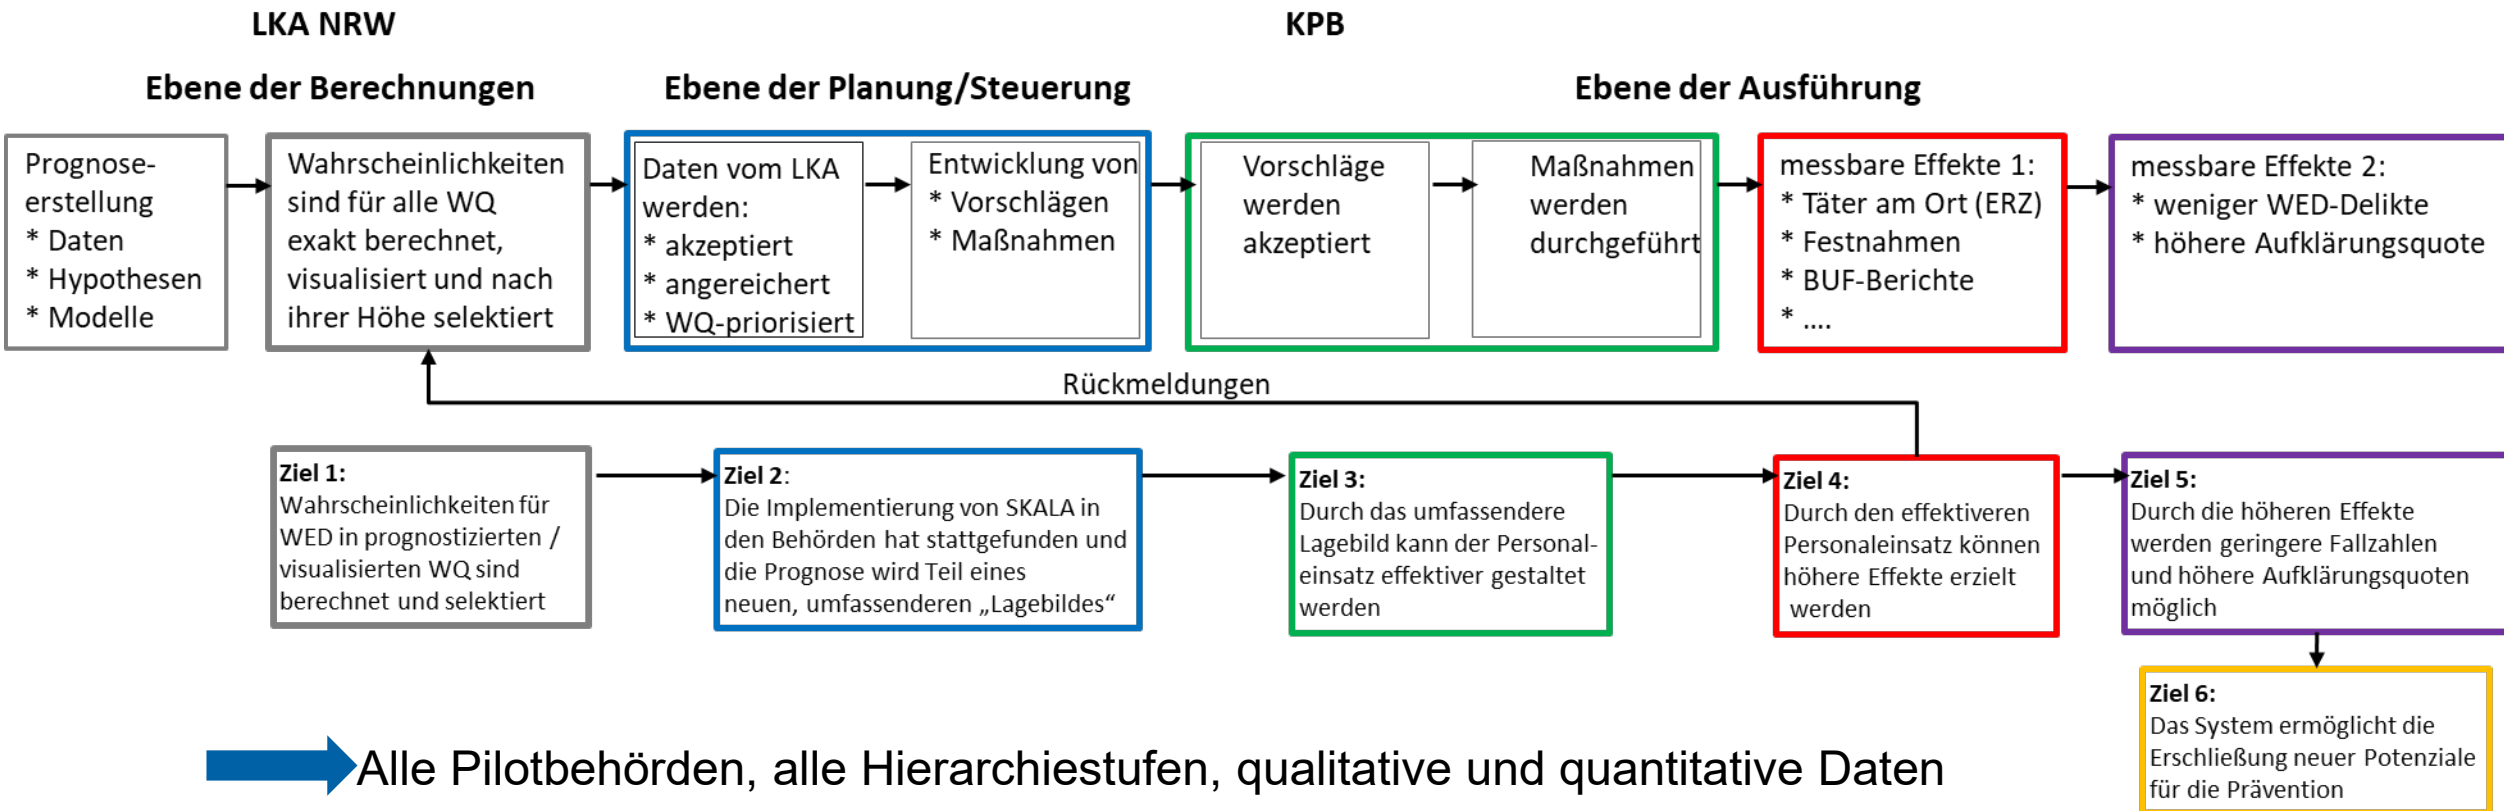 LKA NRW
KPB
Ebene der Berechnungen
Ebene der Planung/Steuerung
Ebene der Ausführung
Prognose-
erstellung
* Daten
* Hypothesen
* Modelle
Wahrscheinlichkeiten
sind für alle WQ
exakt berechnet,
visualisiert und nach
ihrer Höhe selektiert
Daten vom LKA
werden:
* akzeptiert
* angereichert
* WQ-priorisiert
Entwicklung von
* Vorschlägen
* Maßnahmen
Vorschläge
werden
akzeptiert
Maßnahmen
werden
durchgeführt
messbare Effekte 1:
* Täter am Ort (ERZ)
* Festnahmen
* BUF-Berichte
* ....
messbare Effekte 2:
* weniger WED-Delikte
* höhere Aufklärungsquote
Rückmeldungen
Ziel 1:
Wahrscheinlichkeiten für
WED in prognostizierten /
visualisierten WQ sind
berechnet und selektiert
Ziel 2:
Die Implementierung von SKALA in
den Behörden hat stattgefunden und
die Prognose wird Teil eines
neuen, umfassenderen „Lagebildes“
Ziel 3:
Durch das umfassendere
Lagebild kann der Personal-
einsatz effektiver gestaltet
werden
Ziel 4:
Durch den effektiveren
Personaleinsatz können
höhere Effekte erzielt
werden
Ziel 5:
Durch die höheren Effekte
werden geringere Fallzahlen
und höhere Aufklärungsquoten
möglich
Ziel 6:
Das System ermöglicht die
Erschließung neuer Potenziale
für die Prävention
Alle Pilotbehörden, alle Hierarchiestufen, qualitative und quantitative Daten